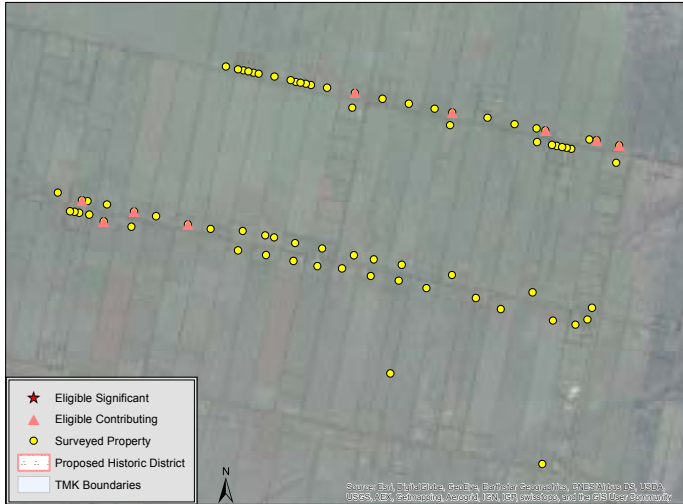 Eligible Significant
Eligible Contributing
Surveyed Property
Proposed Historic District
TMK Boundaries
N
Source: Esri, DigitalGlobe, GeoEye, Earthstar Geographics, CNES/Airbus DS, USDA,
USGS, AEX, Getmapping, Aerogrid, IGN, IGP, swisstopo, and the GIS User Community